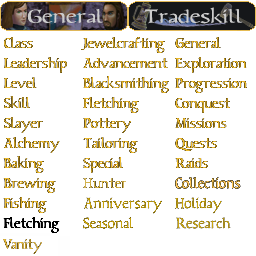 General Tradeskill
Class Jewelcrafting General
Leadership Advancement Exploration
Level Blacksmithing Progression
Skill Fletching Conquest
Slayer Pottery Missions
Alchemy Tailoring Quests
Baking Special Raids
Brewing Hunter Collections
Fishing Anniversary Holiday
Fletching Seasonal Research
Vanity